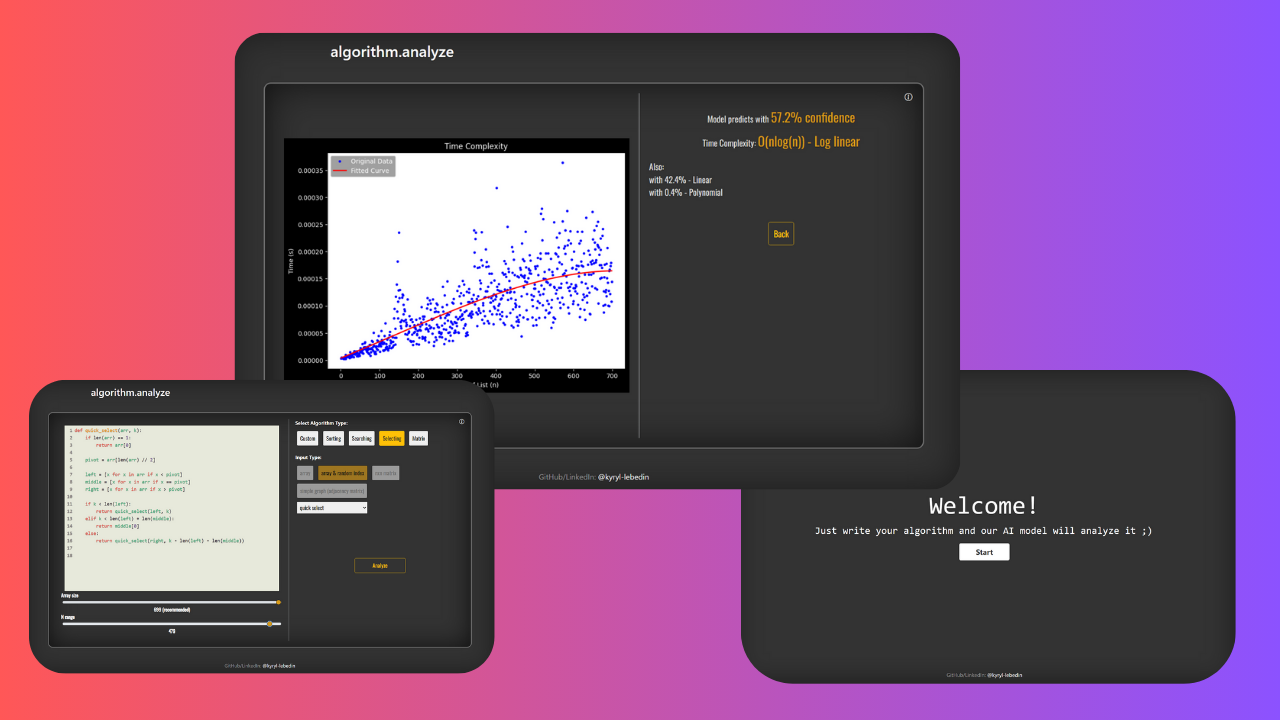 algorithm.analyze
Time Complexity
Original Data
Fitted Curve
0.00035
0.00030
0.00025
0.00020
0.00015
0.00010
0.00005
0.00000
Time (s)
0 100 200 300 400 500 600 700
List (n)
Model predicts with 57.2% confidence
Time Complexity: O(nlog(n)) - Log linear
Also:
with 42.4% - Linear
with 0.4% - Polynomial
Back
GitHub/LinkedIn: @kyryl-lebedin
algorithm.analyze
1 def quick_select(arr, k):
2 if len(arr) == 1:
3 return arr[0]
4
5 pivot = arr[len(arr) // 2]
6
7 left = [x for x in arr if x < pivot]
8 middle = [x for x in arr if x == pivot]
9 right = [x for x in arr if x > pivot]
10
11 if k < len(left):
12 return quick_select(left, k)
13 elif k < len(left) + len(middle):
14 return middle[0]
15 else:
16 return quick_select(right, k - len(left) - len(middle))
17
18
Array size
699 (recommended)
N range
Select Algorithm Type:
Custom Sorting Searching Selecting Matrix
Input Type:
array array & random index two matrix
simple graph (adjacency matrix)
quick select
Analyze
GitHub/LinkedIn: @kyryl-lebedin
Welcome!
Just write your algorithm and our AI model will analyze it ;)
Start
GitHub/LinkedIn: @kyryl-lebedin